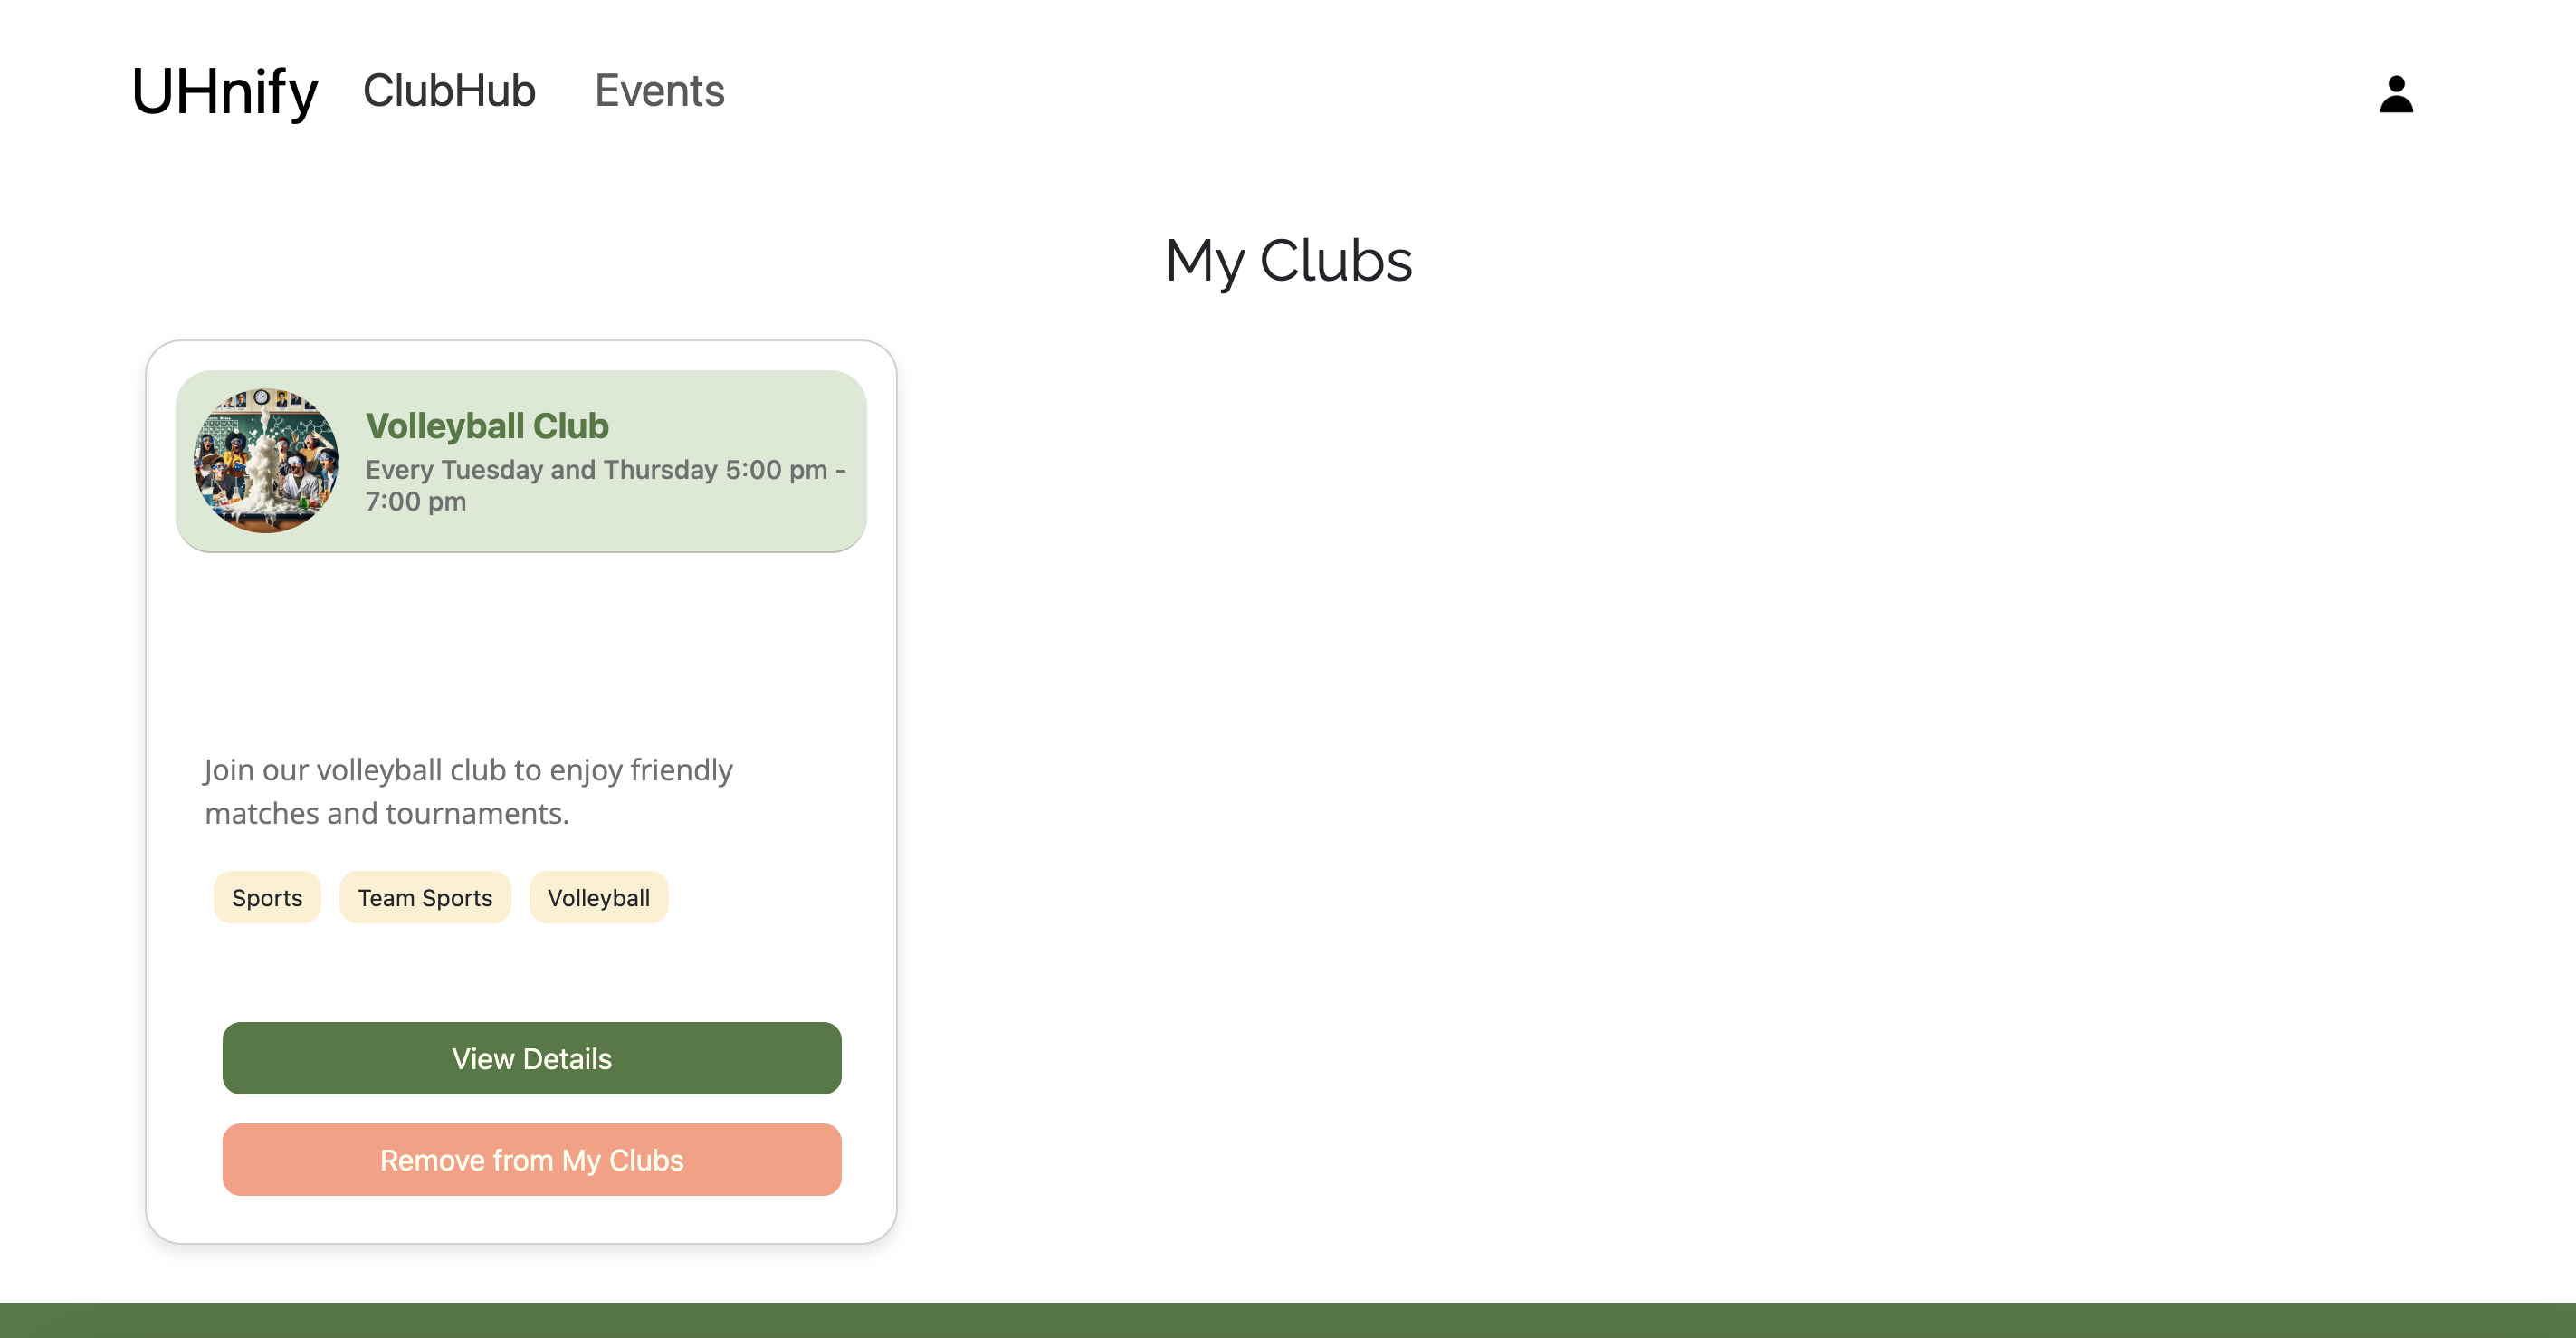 UHnify ClubHub Events
My Clubs
Volleyball Club
Every Tuesday and Thursday 5:00 pm -
7:00 pm
Join our volleyball club to enjoy friendly
matches and tournaments.
Sports Team Sports Volleyball
View Details
Remove from My Clubs